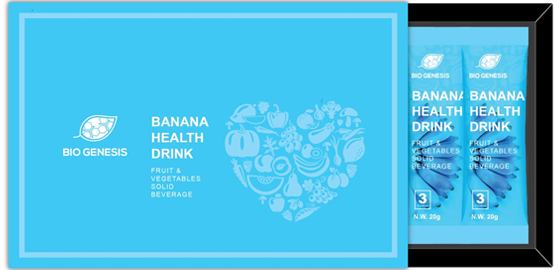 BIO GENESIS
BANANA
HEALTH
DRINK
FRUIT &
VEGETABLES
SOLID
BEVERAGE
BIO GENESIS
BANANA
HEALTH
DRINK
FRUIT &
VEGETABLES
SOLID
BEVERAGE
3
N.W. 20g
BIO GENESIS
BANANA
HEALTH
DRINK
FRUIT &
VEGETABLES
SOLID
BEVERAGE
3
N.W. 20g